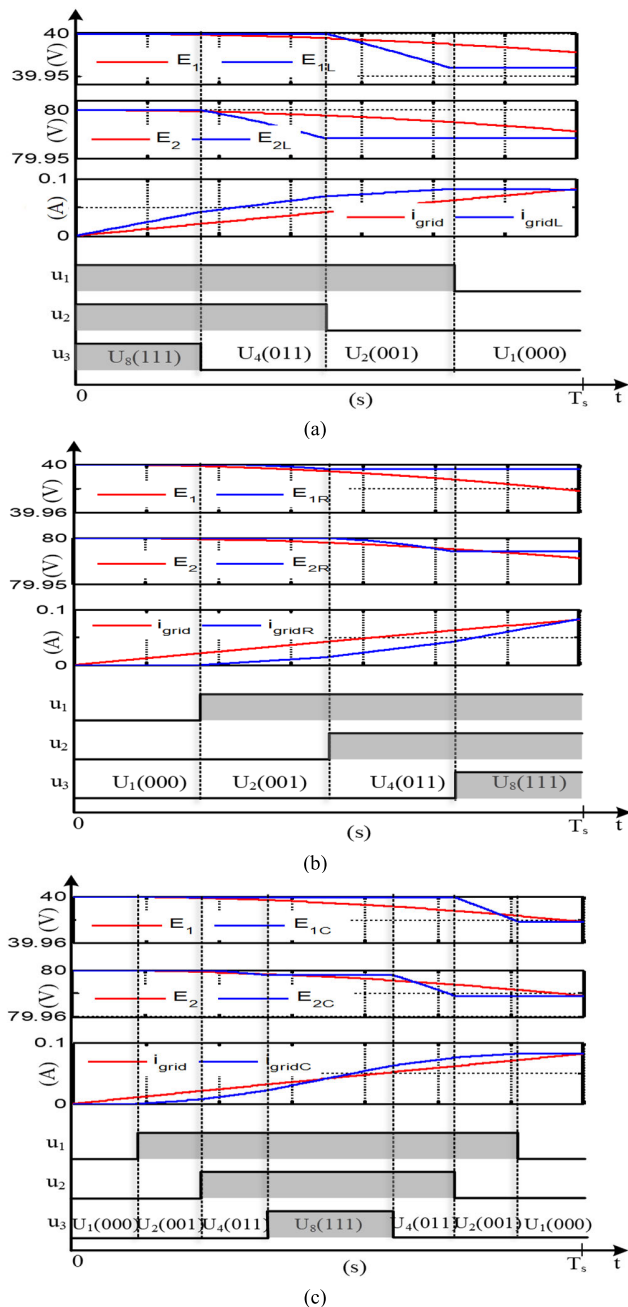 40
(V)
39.95
E1 E1L
80
(V)
79.95
E2 E2L
0.1
(A)
0
igrid igridL
u1
u2
u3 U8(111) U4(011) U2(001) U1(000)
0 (s) Ts t
(a)
40
(V)
39.96
E1 E1R
80
(V)
79.95
E2 E2R
0.1
(A)
0
igrid igridR
u1
u2
u3 U1(000) U2(001) U4(011) U8(111)
0 (s) Ts t
(b)
40
(V)
39.96
E1 E1C
80
(V)
79.96
E2 E2C
0.1
(A)
0
igrid igridC
u1
u2
u3 U1(000) U2(001) U4(011) U8(111) U4(011) U2(001) U1(000)
0 (s) Ts t
(c)